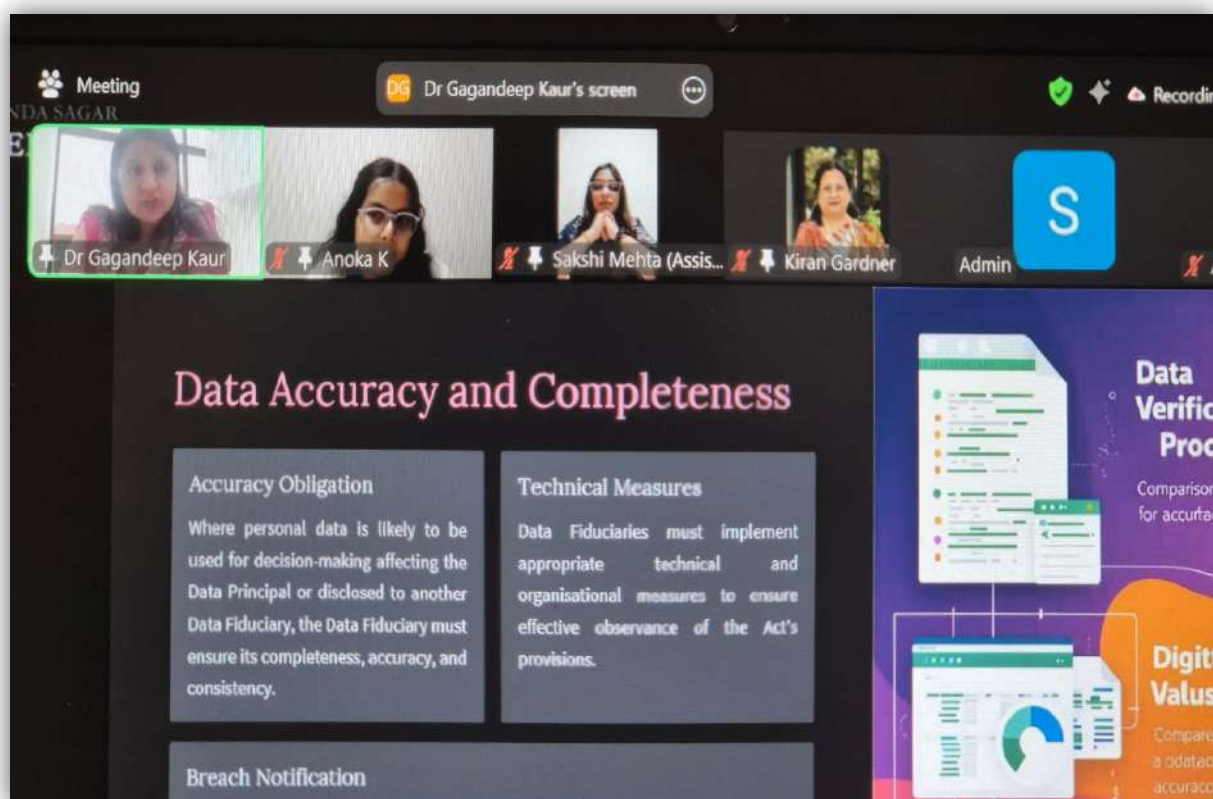 Meeting
Dr Gagandeep Kaur's screen
DG
Recordin
NDA SAGAR
Dr Gagandeep Kaur
Anoka K
Sakshi Mehta (Assis...
Kiran Gardner
Admin
S
Data Accuracy and Completeness
Accuracy Obligation
Where personal data is likely to be
used for decision-making affecting the
Data Principal or disclosed to another
Data Fiduciary, the Data Fiduciary must
ensure its completeness, accuracy, and
consistency.
Technical Measures
Data Fiduciaries must implement
appropriate technical and
organisational measures to ensure
effective observance of the Act's
provisions.
Breach Notification
Data
Verific
Proc
Comparison
for accurta
Digit
Valus
Compare
a odatac
accuracc